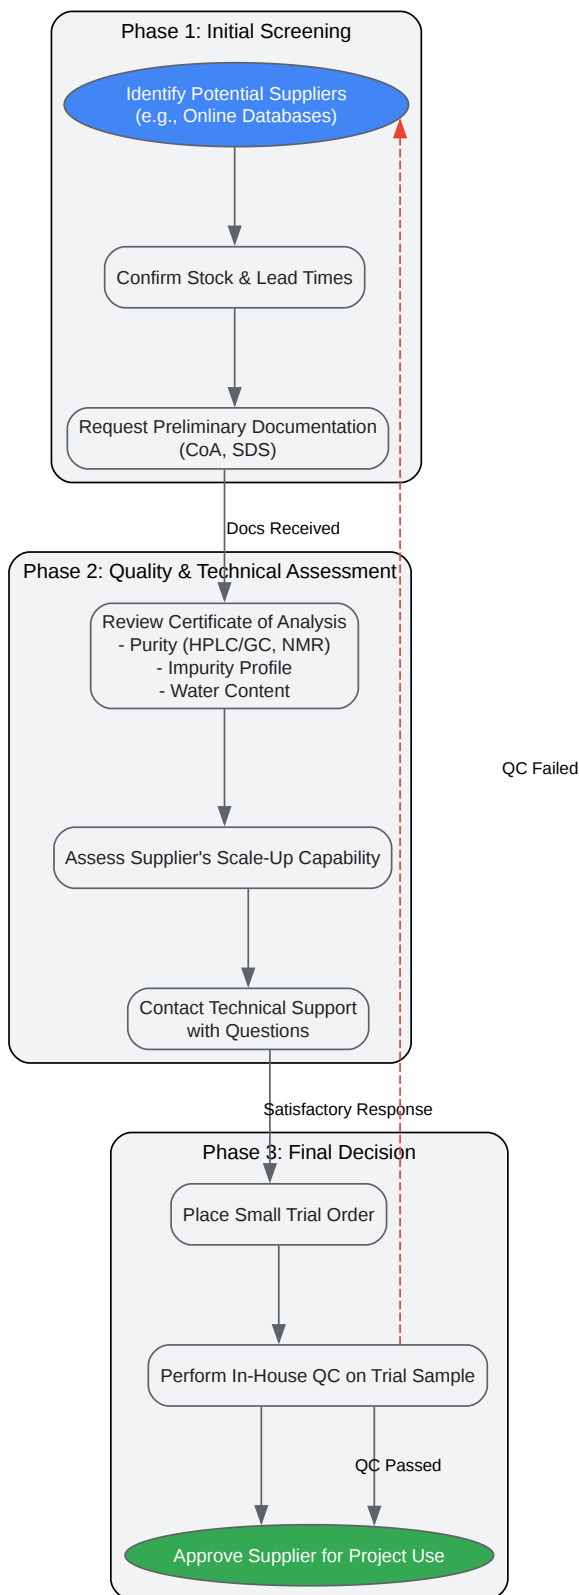 Phase 1: Initial Screening
Identify Potential Suppliers
(e.g., Online Databases)
Confirm Stock & Lead Times
Request Preliminary Documentation
(CoA, SDS)
Docs Received
Phase 2: Quality & Technical Assessment
Review Certificate of Analysis
- Purity (HPLC/GC, NMR)
- Impurity Profile
- Water Content
QC Failed
Assess Supplier's Scale-Up Capability
Contact Technical Support
with Questions
Satisfactory Response
Phase 3: Final Decision
Place Small Trial Order
Perform In-House QC on Trial Sample
QC Passed
Approve Supplier for Project Use